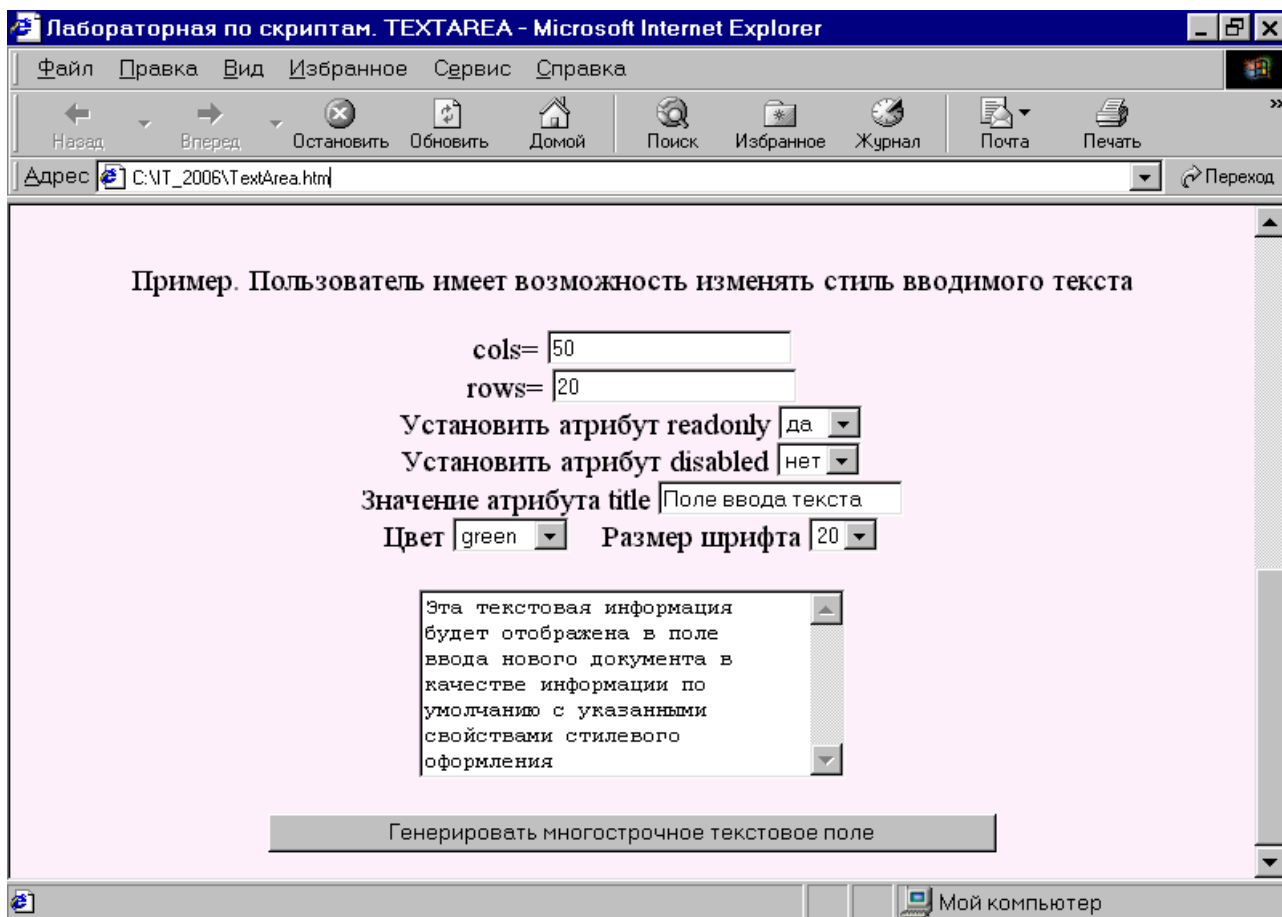 Лабораторная по скриптам. TEXTAREA - Microsoft Internet Explorer
Файл Правка Вид Избранное Сервис Справка
Назад Вперед Остановить Обновить Домой Поиск Избранное Журнал Почта Печать
Адрес C:\IT_2006\TextArea.htm Переход
Пример. Пользователь имеет возможность изменять стиль вводимого текста
cols= 50
rows= 20
Установить атрибут readonly да
Установить атрибут disabled нет
Значение атрибута title Поле ввода текста
Цвет green Размер шрифта 20
Эта текстовая информация
будет отображена в поле
ввода нового документа в
качестве информации по
умолчанию с указанными
свойствами стилевого
оформления
Генерировать многострочное текстовое поле
Мой компьютер